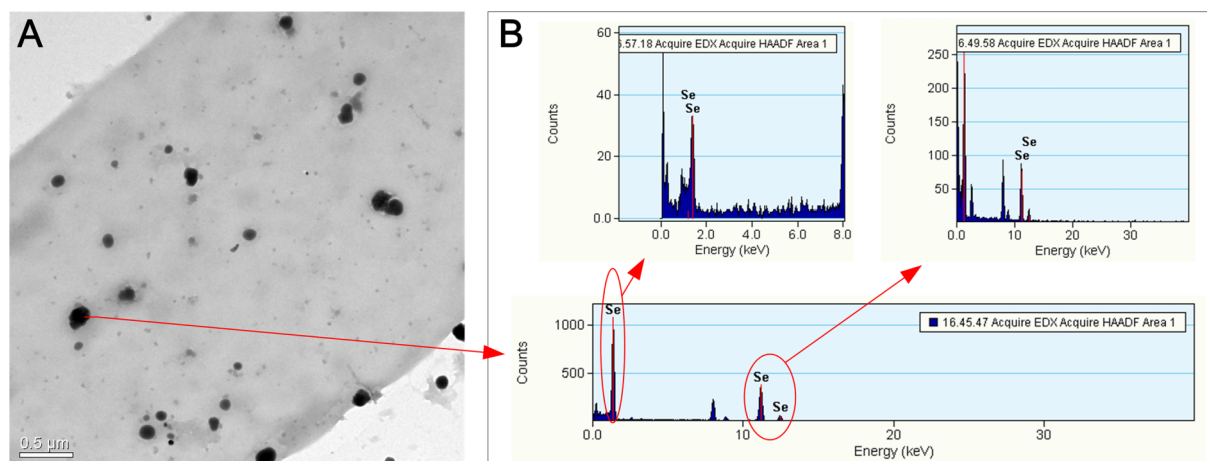 A
0.5 µm
B
6.57.18 Acquire EDX Acquire HAADF Area 1
60
40
20
0.0
Counts
Se
Se
0.0 2.0 4.0 6.0 8.0
Energy (keV)
6.49.58 Acquire EDX Acquire HAADF Area 1
250
200
150
100
50
Counts
Se
Se
0.0 10 20 30
Energy (keV)
16.45.47 Acquire EDX Acquire HAADF Area 1
1000
500
Counts
Se
Se
Se
0.0 10 20 30
Energy (keV)